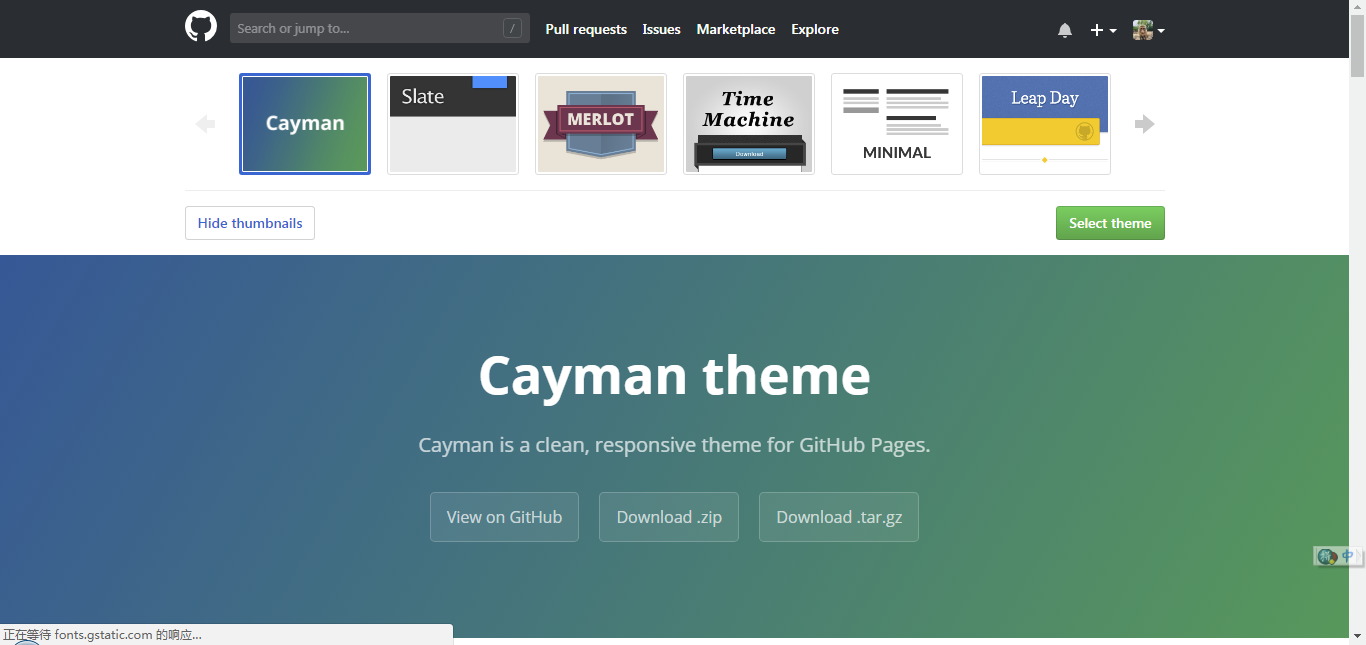 Search or jump to...
/
Pull requests
Issues
Marketplace
Explore
Cayman
Slate
MERLOT
Time
Machine
Download
MINIMAL
Leap Day
Hide thumbnails
Select theme
Cayman theme
Cayman is a clean, responsive theme for GitHub Pages.
View on GitHub
Download .zip
Download .tar.gz
中
正在等待 fonts.gstatic.com 的响应...